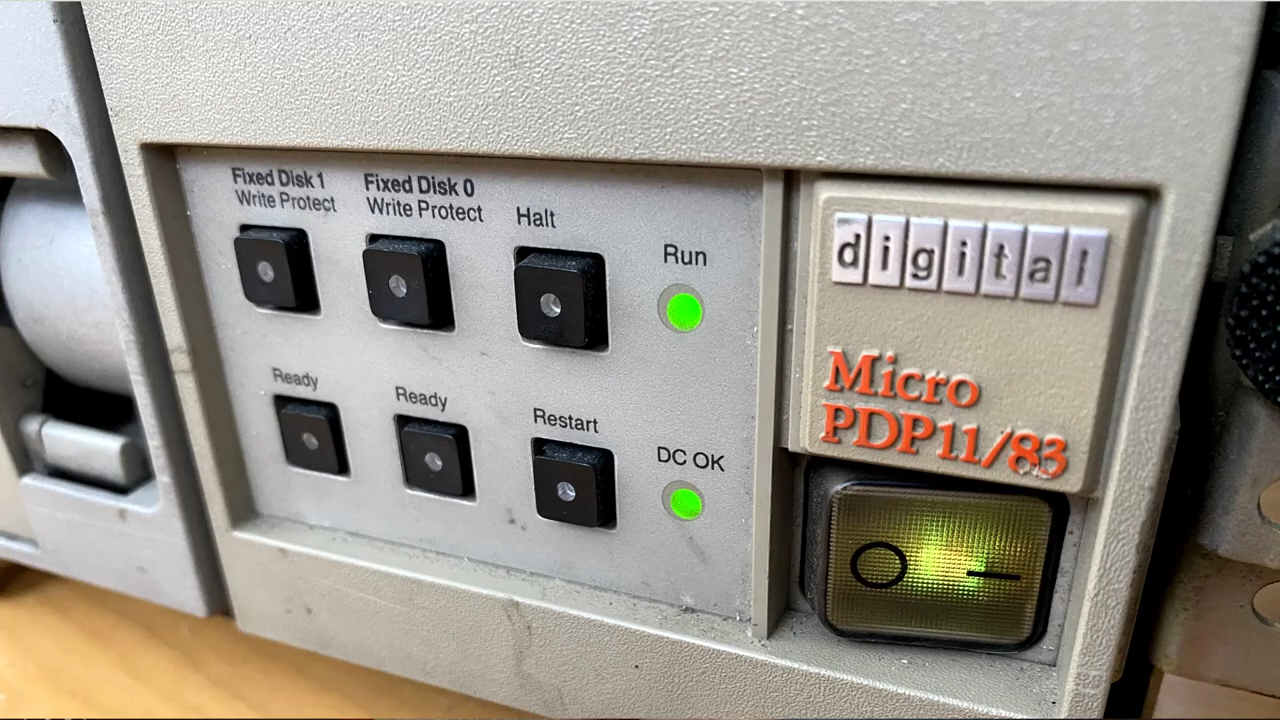 Fixed Disk 1
Write Protect
Fixed Disk 0
Write Protect
Halt
Run
Ready
Ready
Restart
DC OK
digital
Micro
PDP11/83